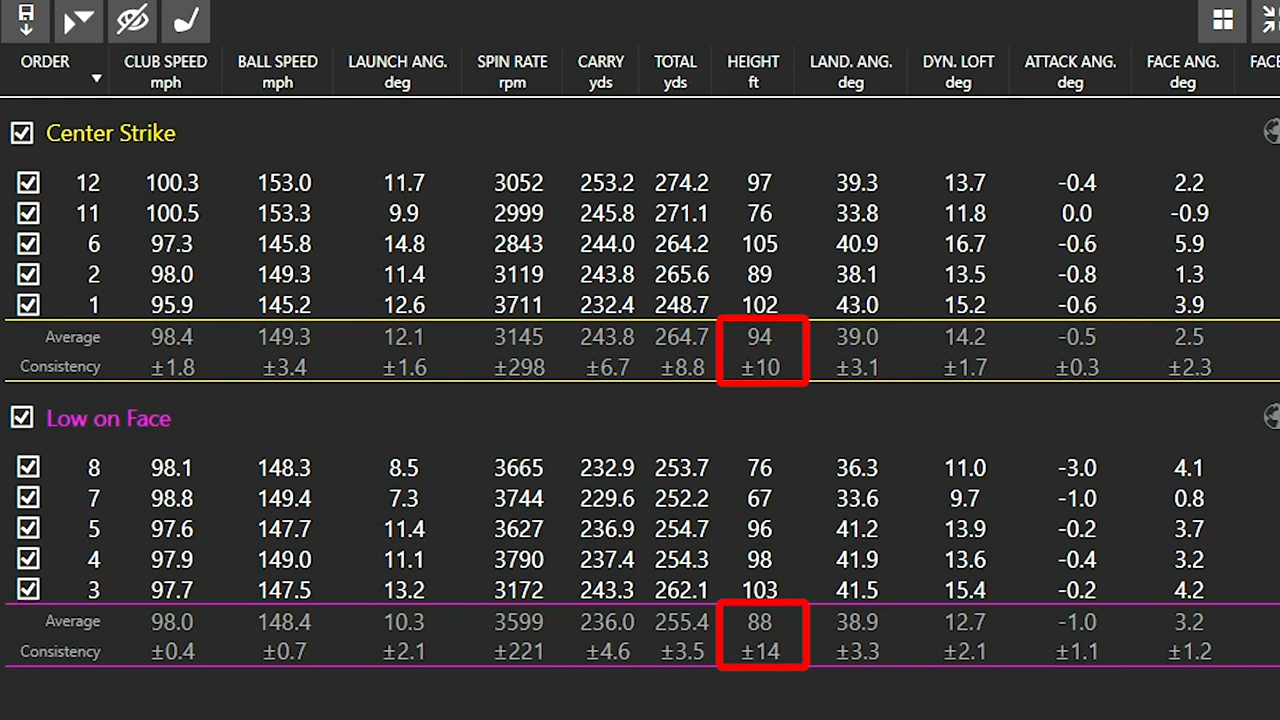 ORDER CLUB SPEED BALL SPEED LAUNCH ANG. SPIN RATE CARRY TOTAL HEIGHT LAND. ANG. DYN. LOFT ATTACK ANG. FACE ANG. FACE
mph mph deg rpm yds yds ft deg deg deg deg
Center Strike
12 100.3 153.0 11.7 3052 253.2 274.2 97 39.3 13.7 -0.4 2.2
11 100.5 153.3 9.9 2999 245.8 271.1 76 33.8 11.8 0.0 -0.9
6 97.3 145.8 14.8 2843 244.0 264.2 105 40.9 16.7 -0.6 5.9
2 98.0 149.3 11.4 3119 243.8 265.6 89 38.1 13.5 -0.8 1.3
1 95.9 145.2 12.6 3711 232.4 248.7 102 43.0 15.2 -0.6 3.9
Average 98.4 149.3 12.1 3145 243.8 264.7 94 39.0 14.2 -0.5 2.5
Consistency ±1.8 ±3.4 ±1.6 ±298 ±6.7 ±8.8 ±10 ±3.1 ±1.7 ±0.3 ±2.3
Low on Face
8 98.1 148.3 8.5 3665 232.9 253.7 76 36.3 11.0 -3.0 4.1
7 98.8 149.4 7.3 3744 229.6 252.2 67 33.6 9.7 -1.0 0.8
5 97.6 147.7 11.4 3627 236.9 254.7 96 41.2 13.9 -0.2 3.7
4 97.9 149.0 11.1 3790 237.4 254.3 98 41.9 13.6 -0.4 3.2
3 97.7 147.5 13.2 3172 243.3 262.1 103 41.5 15.4 -0.2 4.2
Average 98.0 148.4 10.3 3599 236.0 255.4 88 38.9 12.7 -1.0 3.2
Consistency ±0.4 ±0.7 ±2.1 ±221 ±4.6 ±3.5 ±14 ±3.3 ±2.1 ±1.1 ±1.2